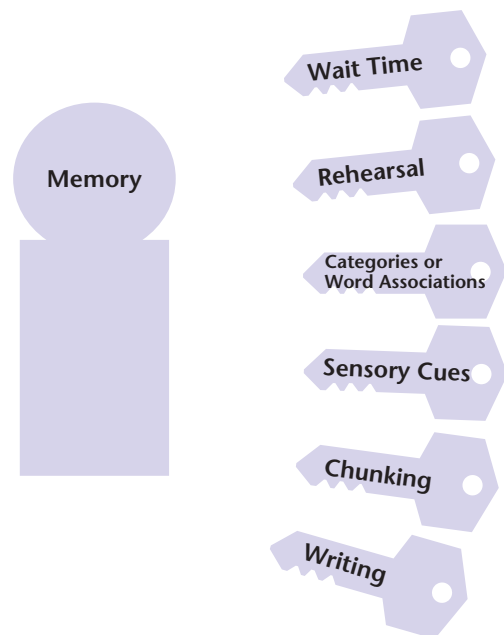 Memory
Wait Time
Rehearsal
Categories or
Word Associations
Sensory Cues
Chunking
Writing